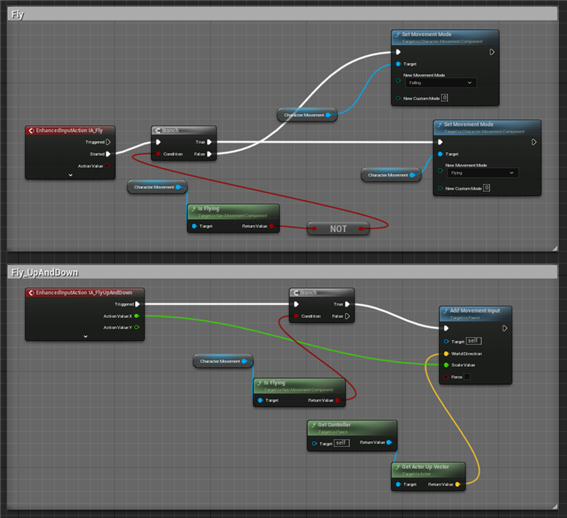 Fly
Set Movement Mode
Target is Character Movement Component
Target
New Movement Mode
Falling
New Custom Mode 0
Character Movement
EnhancedInputAction IA_Fly
Triggered
Started
Action Value
Branch
True
Condition False
Set Movement Mode
Target is Character Movement Component
Target
New Movement Mode
Flying
New Custom Mode 0
Character Movement
Character Movement
Is Flying
Target is Nav Movement Component
Target Return Value
NOT
Fly_UpAndDown
EnhancedInputAction IA_FlyUpAndDown
Triggered
Action Value X
Action Value Y
Branch
True
Condition False
Add Movement Input
Target is Pawn
Target self
World Direction
Scale Value
Force
Character Movement
Is Flying
Target is Nav Movement Component
Target Return Value
Get Controller
Target is Pawn
Target self Return Value
Get Actor Up Vector
Target is Actor
Target Return Value